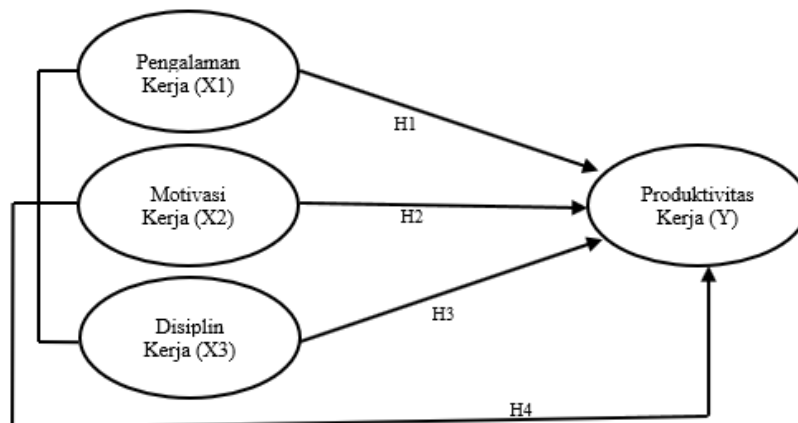 Pengalaman
Kerja (X1)
H1
Motivasi
Kerja (X2)
H2
Produktivitas
Kerja (Y)
Disiplin
Kerja (X3)
H3
H4